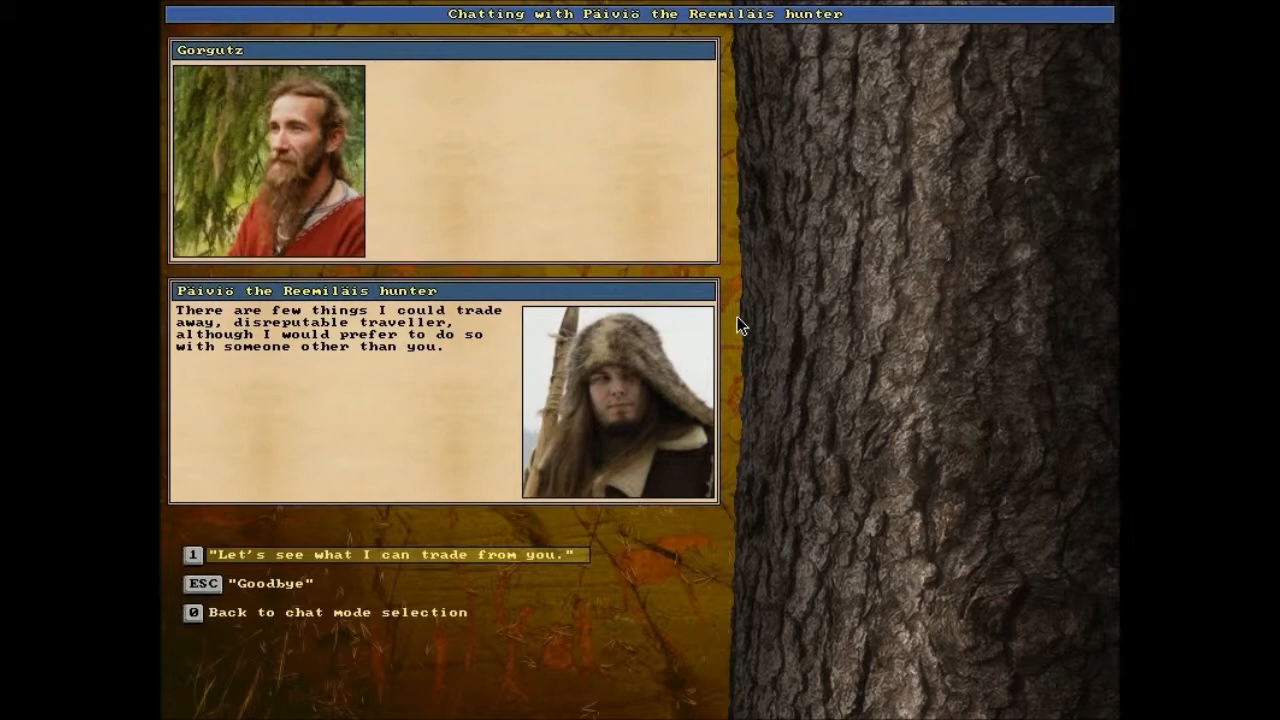 Chatting with Päiviö the Reemiläis hunter
Gorgutz
Päiviö the Reemiläis hunter
There are few things I could trade
away, disreputable traveller,
although I would prefer to do so
with someone other than you.
1 "Let's see what I can trade from you."
ESC "Goodbye"
0 Back to chat mode selection